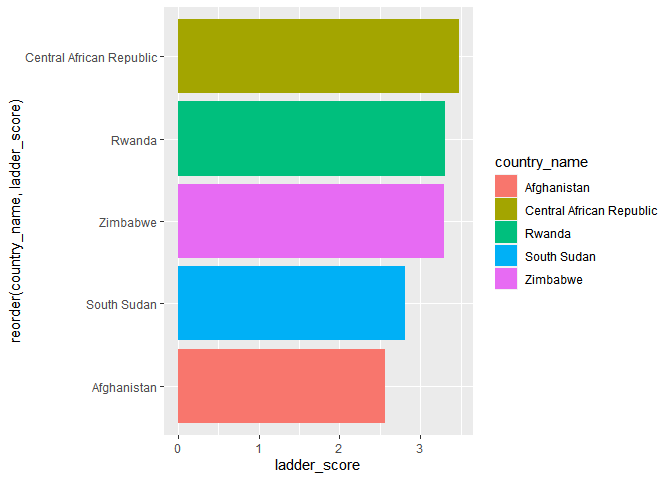 Central African Republic
Rwanda
Zimbabwe
South Sudan
Afghanistan
reorder(country_name, ladder_score)
0 1 2 3
ladder_score
country_name
Afghanistan
Central African Republic
Rwanda
South Sudan
Zimbabwe